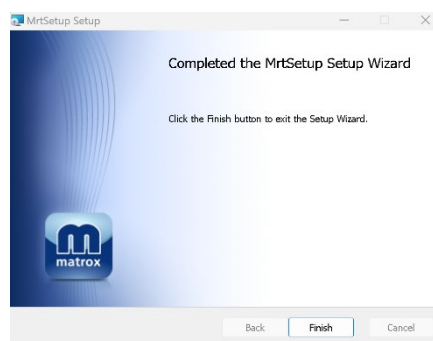 MrtSetup Setup
Completed the MrtSetup Setup Wizard
Click the Finish button to exit the Setup Wizard.
m
matrox
Back Finish Cancel